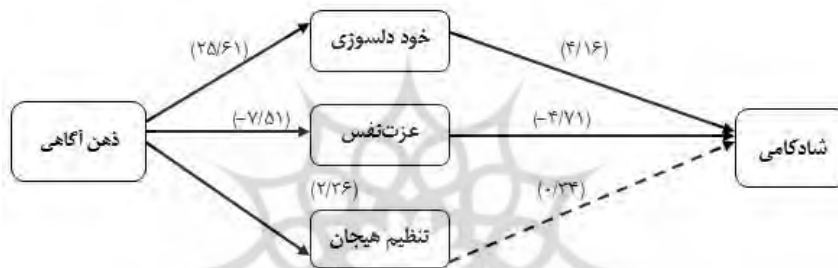 خود دلسوزی
(۲۵/۶۱)
(۴/۱۶)
ذهن آگاهی
(-۷/۵۱)
عزت‌نفس
(-۴/۷۱)
شادکامی
(۲/۳۶)
(۰/۳۴)
تنظیم هیجان